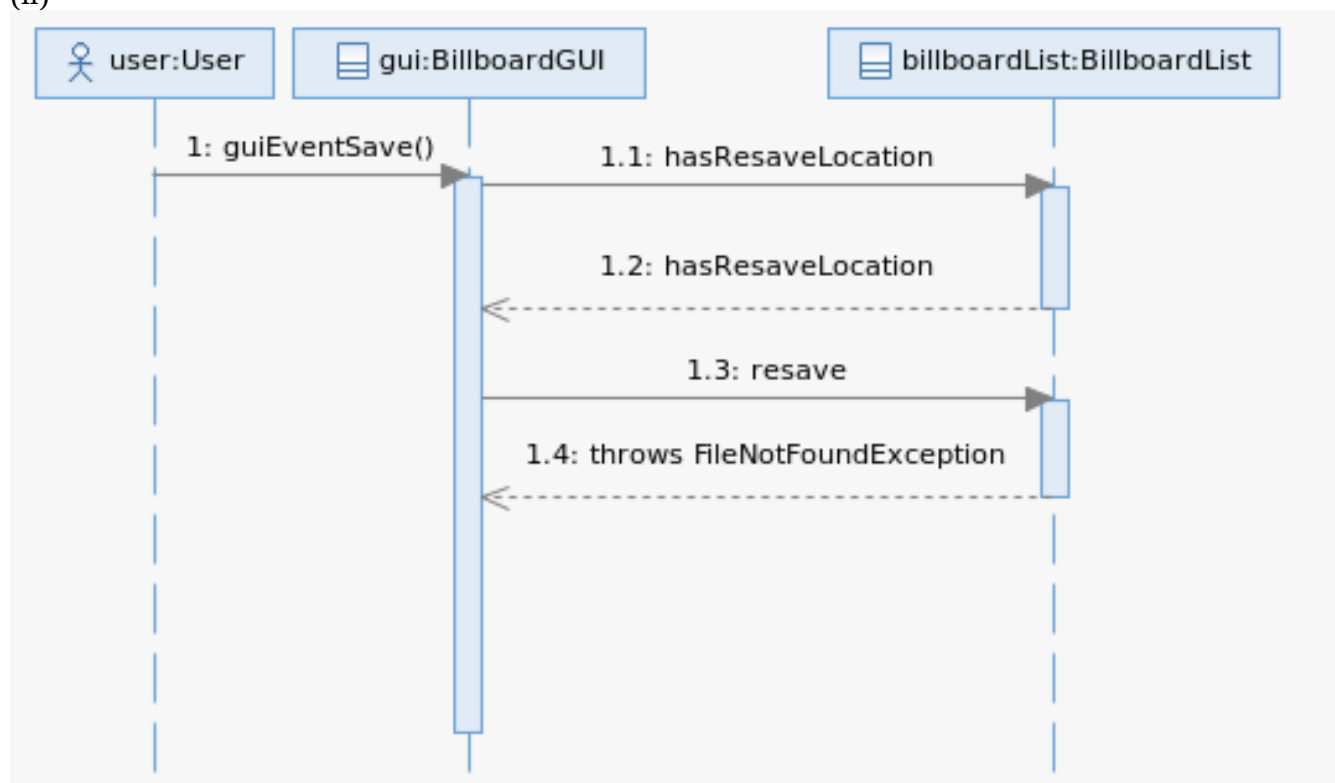 (ii)
user:User
gui:BillboardGUI
billboardList:BillboardList
1: guiEventSave()
1.1: hasResaveLocation
1.2: hasResaveLocation
1.3: resave
1.4: throws FileNotFoundException